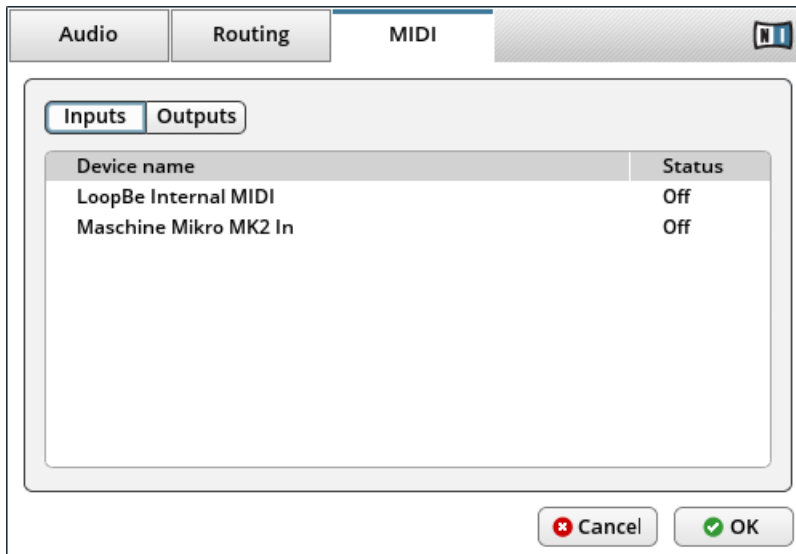 Audio Routing MIDI NI
Inputs Outputs
Device name Status
LoopBe Internal MIDI Off
Maschine Mikro MK2 In Off
Cancel OK